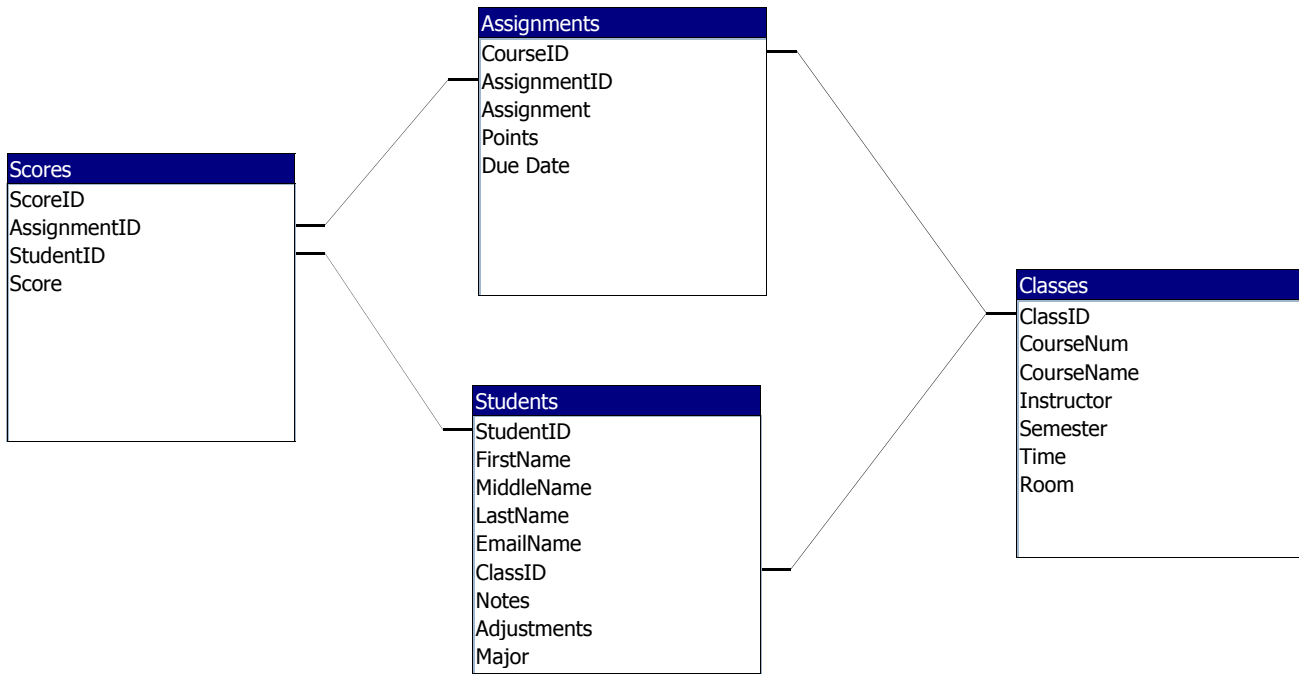 Assignments
CourseID
AssignmentID
Assignment
Points
Due Date
Scores
ScoreID
AssignmentID
StudentID
Score
Students
StudentID
FirstName
MiddleName
LastName
EmailName
ClassID
Notes
Adjustments
Major
Classes
ClassID
CourseNum
CourseName
Instructor
Semester
Time
Room